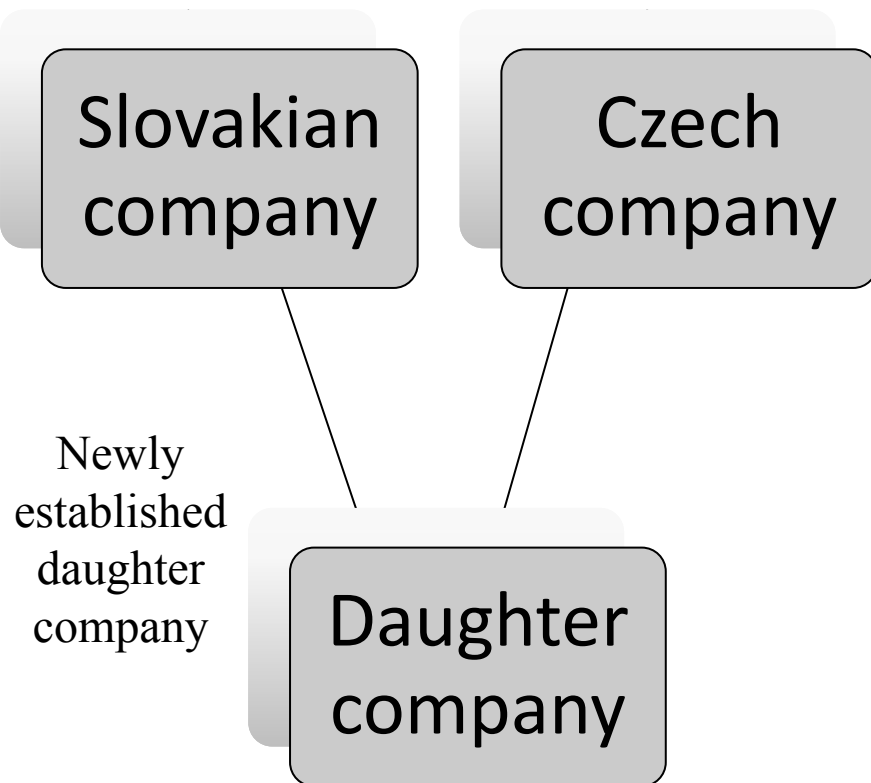 Slovakian
company
Czech
company
Newly
established
daughter
company
Daughter
company